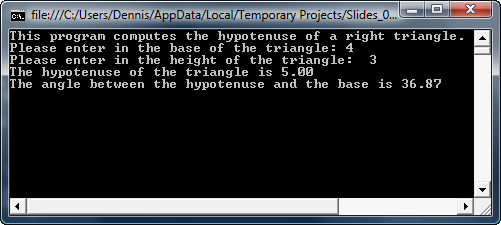 file:///C:/Users/Dennis/AppData/Local/Temporary Projects/Slides_0...
This program computes the hypotenuse of a right triangle.
Please enter in the base of the triangle: 4
Please enter in the height of the triangle:  3
The hypotenuse of the triangle is 5.00
The angle between the hypotenuse and the base is 36.87